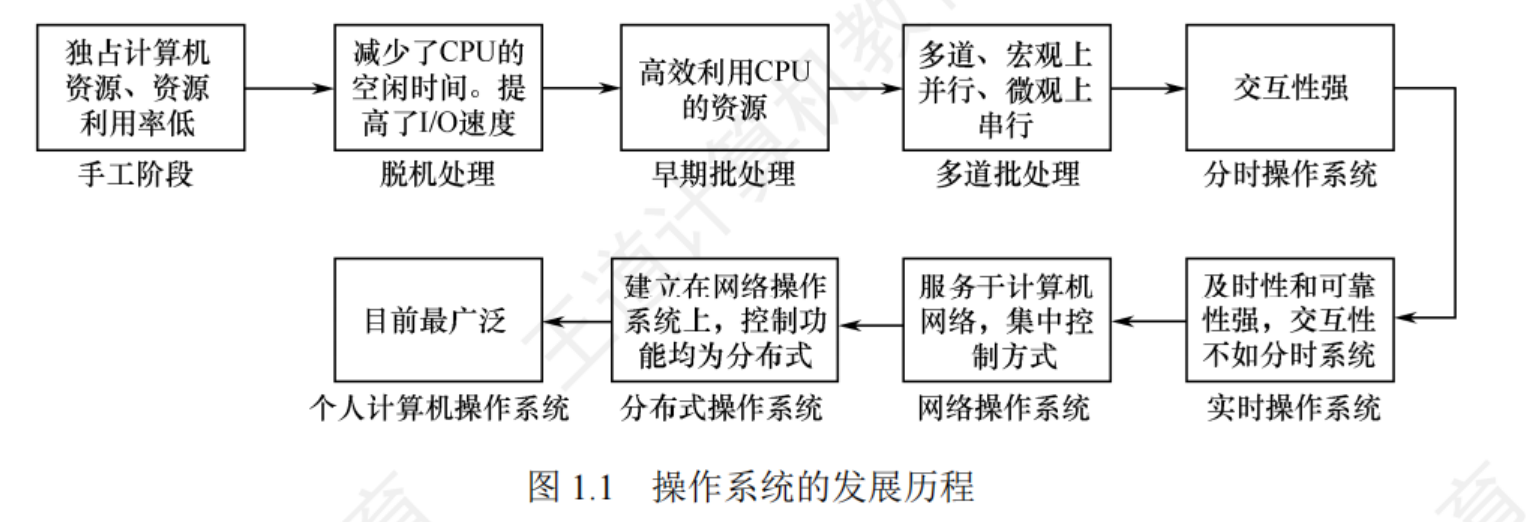 独占计算机
资源、资源
利用率低
手工阶段
减少了CPU的
空闲时间。提
高了I/O速度
脱机处理
高效利用CPU
的资源
早期批处理
多道、宏观上
并行、微观上
串行
多道批处理
交互性强
分时操作系统
及时性和可靠
性强，交互性
不如分时系统
实时操作系统
服务于计算机
网络，集中控
制方式
网络操作系统
建立在网络操作
系统上，控制功
能均为分布式
分布式操作系统
目前最广泛
个人计算机操作系统
图 1.1 操作系统的发展历程
王道计算机教育
育
育